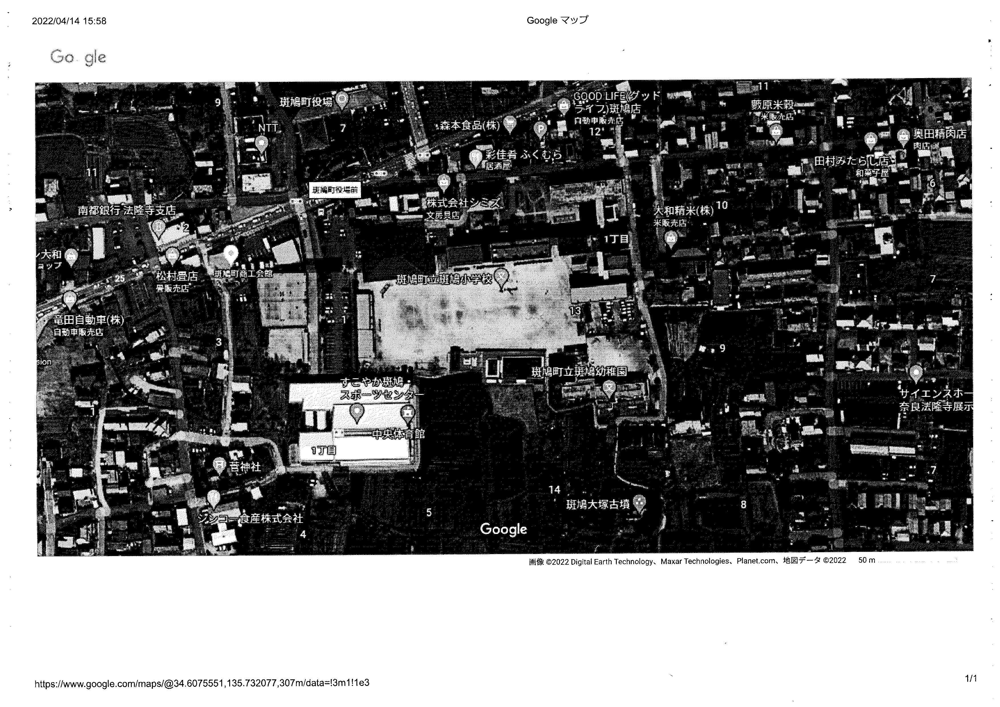 2022/04/14 15:58
Google マップ
Go gle
11
9
斑鳩町役場
GOOD LIFE(グッド
ライフ)斑鳩店
自動車販売店
藪原米穀
米販売店
NTT
7
森本食品(株)
P
12
奥田精肉店
肉店
彩佳肴 ふくむら
居酒屋
田村みたらし店
和菓子屋
11
6
斑鳩町役場前
株式会社シミズ
文房具店
10
南都銀行 法隆寺支店
大和精米(株)
米販売店
2
1丁目
ン大和
ョップ
松村畳店
畳販売店
斑鳩町商工会館
25
斑鳩町立斑鳩小学校
7
竜田自動車(株)
自動車販売店
13
1
3
9
sion
斑鳩町立斑鳩幼稚園
すこやか斑鳩・
スポーツセンター
サイエンスホー
奈良法隆寺展示
1
中央体育館
1丁目
菅神社
7
14
斑鳩大塚古墳
8
5
シンコー食産株式会社
4
Google
画像 ©2022 Digital Earth Technology、Maxar Technologies、Planet.com、地図データ ©2022 50 m
https://www.google.com/maps/@34.6075551,135.732077,307m/data=!3m1!1e3
1/1